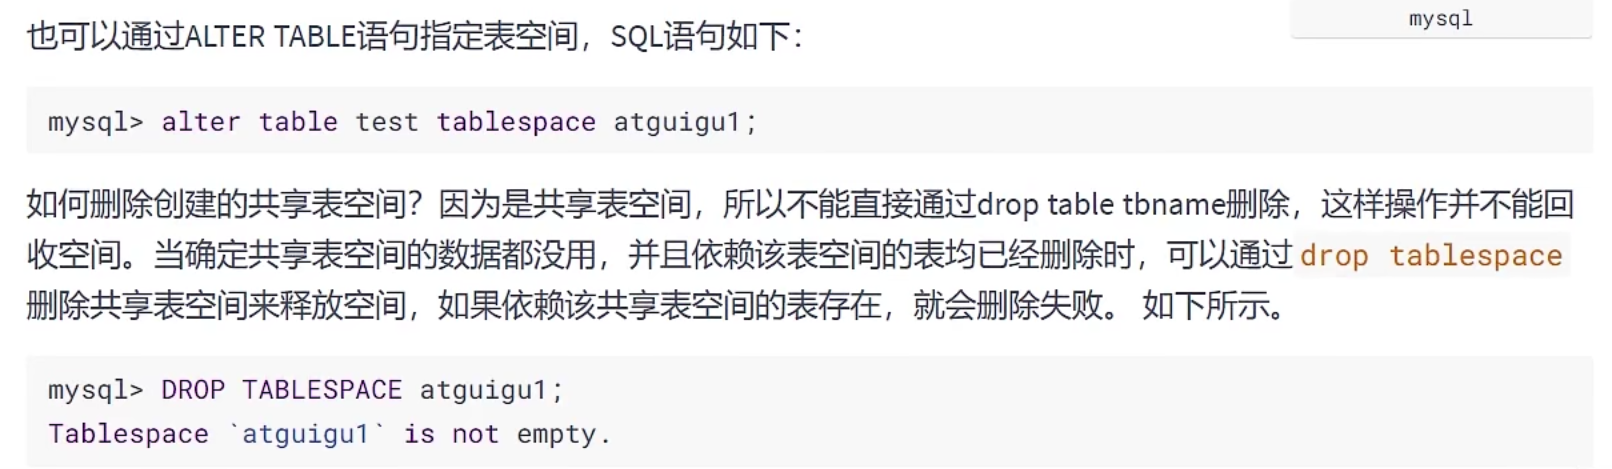 mysql
也可以通过ALTER TABLE语句指定表空间，SQL语句如下：
mysql> alter table test tablespace atguigu1;
如何删除创建的共享表空间？因为是共享表空间，所以不能直接通过drop table tbname删除，这样操作并不能回
收空间。当确定共享表空间的数据都没用，并且依赖该表空间的表均已经删除时，可以通过 drop tablespace
删除共享表空间来释放空间，如果依赖该共享表空间的表存在，就会删除失败。 如下所示。
mysql> DROP TABLESPACE atguigu1;
Tablespace `atguigu1` is not empty.